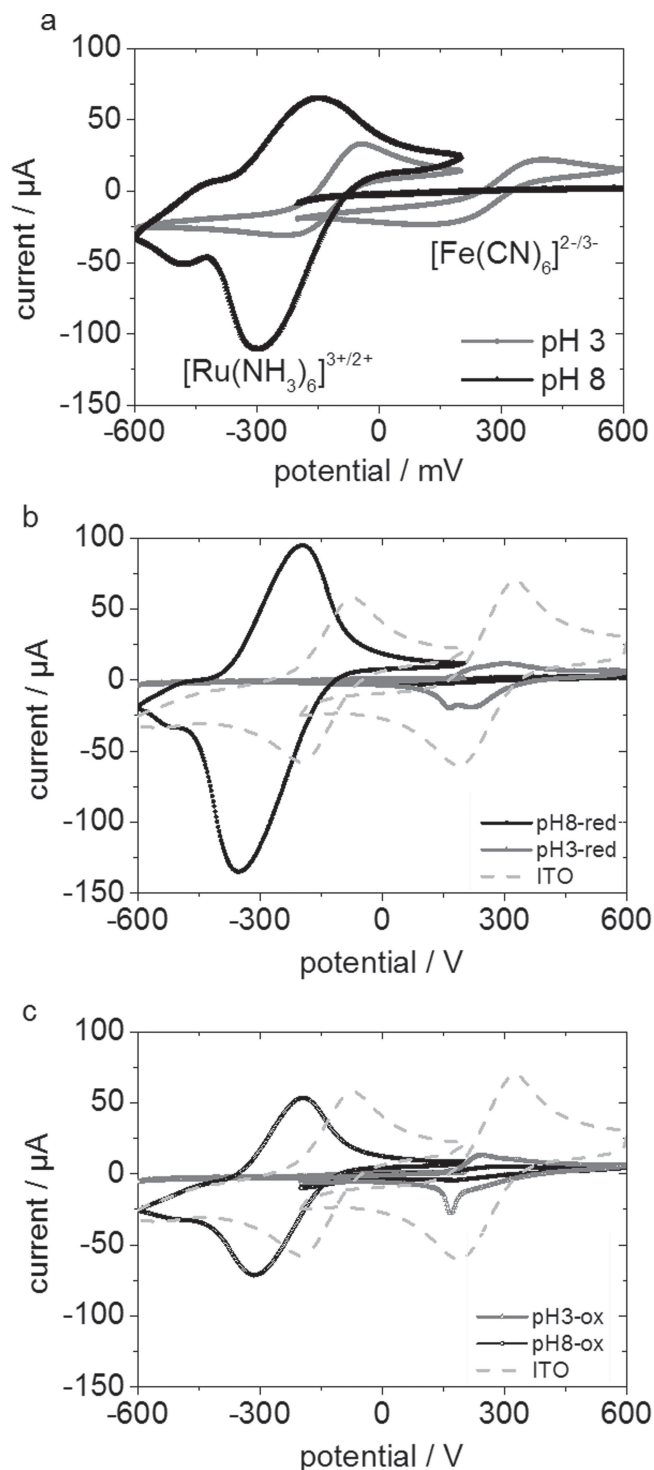 a
100
50
0
-50
-100
-150
current / µA
[Fe(CN)₆]²⁻/³⁻
[Ru(NH₃)₆]³⁺/²⁺
pH 3
pH 8
-600 -300 0 300 600
potential / mV
b
100
50
0
-50
-100
-150
current / µA
pH8-red
pH3-red
ITO
-600 -300 0 300 600
potential / V
c
100
50
0
-50
-100
-150
current / µA
pH3-ox
pH8-ox
ITO
-600 -300 0 300 600
potential / V